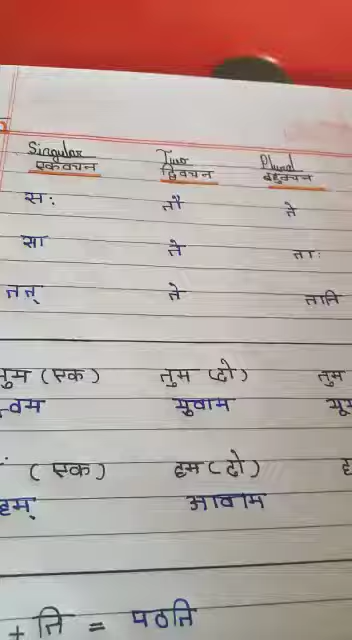 Singular Two Plural
एकवचन द्विवचन बहुवचन
सः तौ ते
सा ते ताः
तत् ते तानि
तुम (एक) तुम (दो) तुम
त्वम युवाम यूय
(एक) हम (दो) ह
हम् आवाम
+ ति = पठति